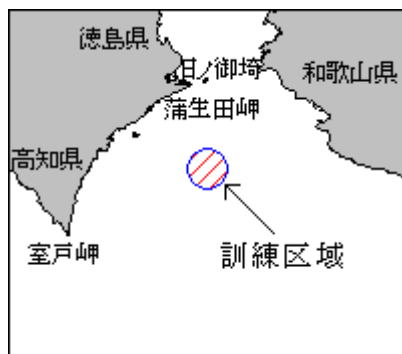 徳島県
日ノ御埼
和歌山県
蒲生田岬
高知県
室戸岬
訓練区域